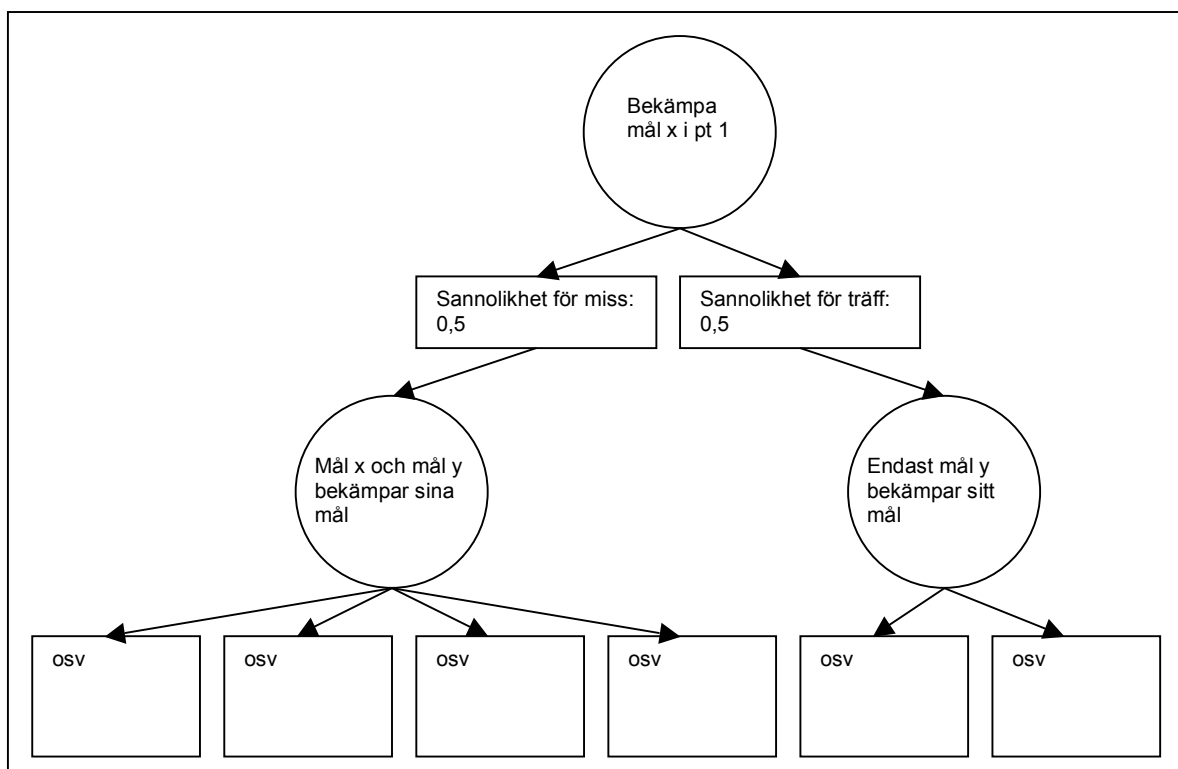 Bekämpa
mål x i pt 1
Sannolikhet för miss:
0,5
Sannolikhet för träff:
0,5
Mål x och mål y
bekämpar sina
mål
Endast mål y
bekämpar sitt
mål
osv
osv
osv
osv
osv
osv